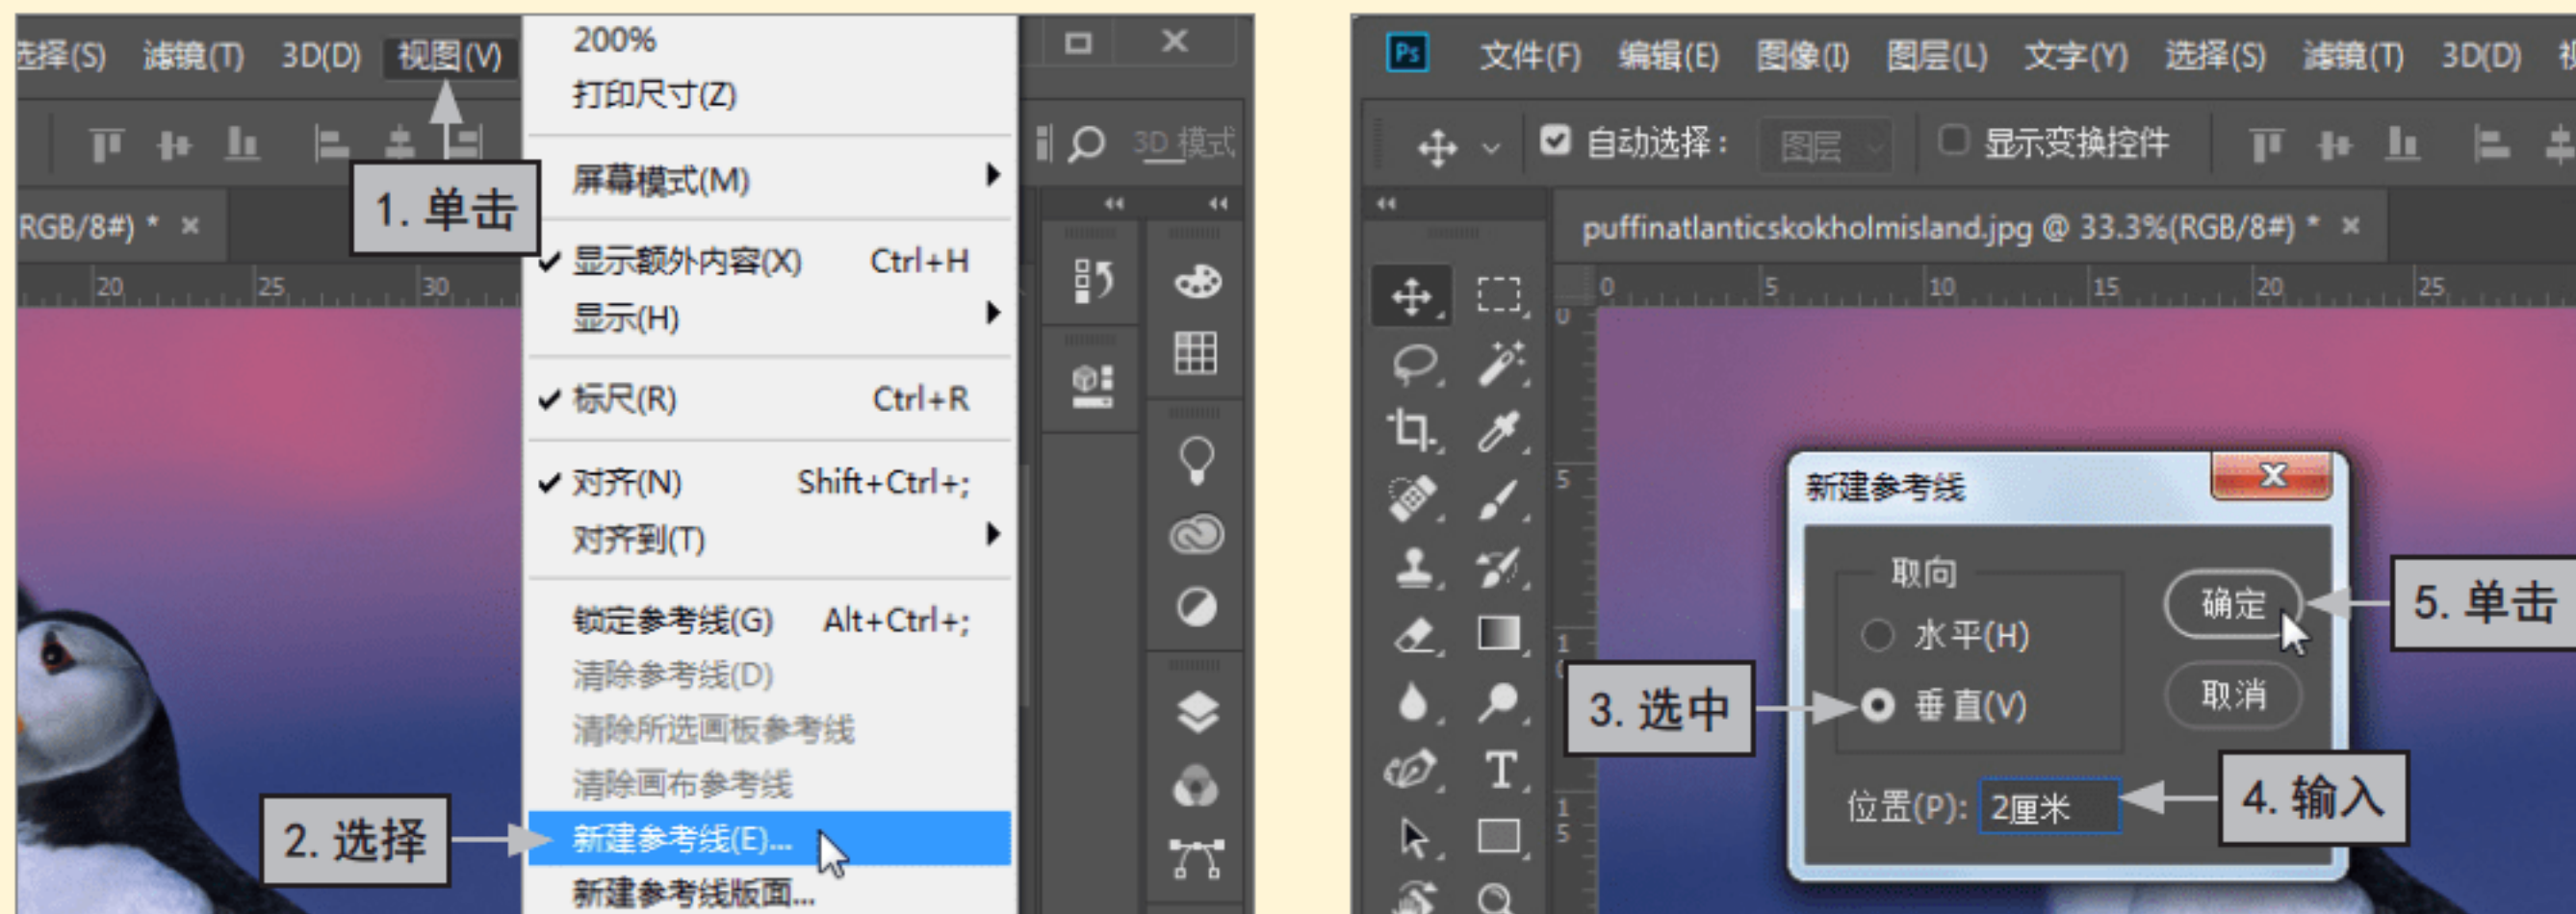 选择(S) 滤镜(T) 3D(D) 视图(V)
1. 单击
3D 模式
RGB/8#) * ×
20 25 30
200%
打印尺寸(Z)
屏幕模式(M)
显示额外内容(X) Ctrl+H
显示(H)
标尺(R) Ctrl+R
对齐(N) Shift+Ctrl+;
对齐到(T)
锁定参考线(G) Alt+Ctrl+;
清除参考线(D)
清除所选画板参考线
清除画布参考线
2. 选择
新建参考线(E)...
新建参考线版面...
Ps 文件(F) 编辑(E) 图像(I) 图层(L) 文字(Y) 选择(S) 滤镜(T) 3D(D)
自动选择： 图层 显示变换控件
puffinatlanticskokholmisland.jpg @ 33.3%(RGB/8#) * ×
0 5 10 15 20 25
0
5
10
15
新建参考线
取向
水平(H)
垂直(V)
确定
取消
位置(P): 2厘米
3. 选中
4. 输入
5. 单击